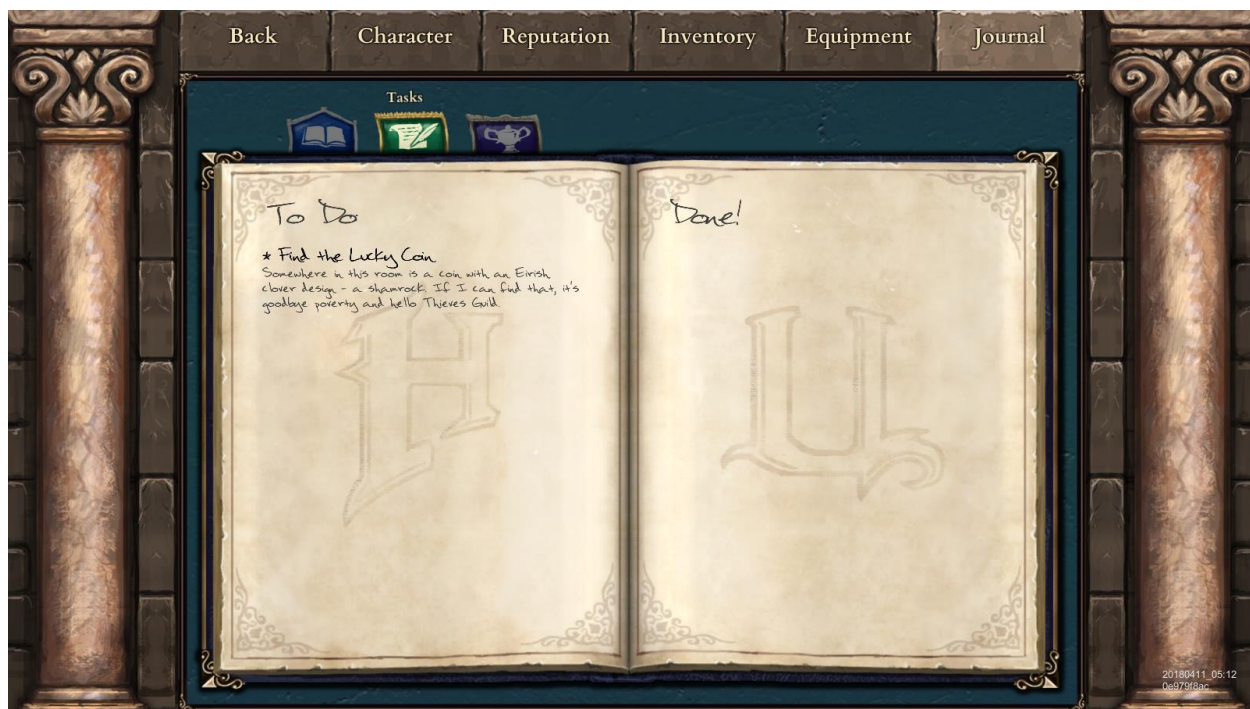 Back
Character
Reputation
Inventory
Equipment
Journal
Tasks
To Do
* Find the Lucky Coin
Somewhere in this room is a coin with an Eirish
clover design - a shamrock. If I can find that, it's
goodbye poverty and hello Thieves Guild.
Done!
H
U
20180411_05:12
0e979f8ac